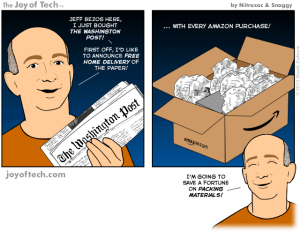 The Joy of Tech
by Nitrozac & Snaggy
JEFF BEZOS HERE,
I JUST BOUGHT
THE WASHINGTON
POST!
FIRST OFF, I'D LIKE
TO ANNOUNCE FREE
HOME DELIVERY OF
THE PAPER!
The Washington Post
... WITH EVERY AMAZON PURCHASE!
amazon.com
joyoftech.com
I'M GOING TO
SAVE A FORTUNE
ON PACKING
MATERIALS!